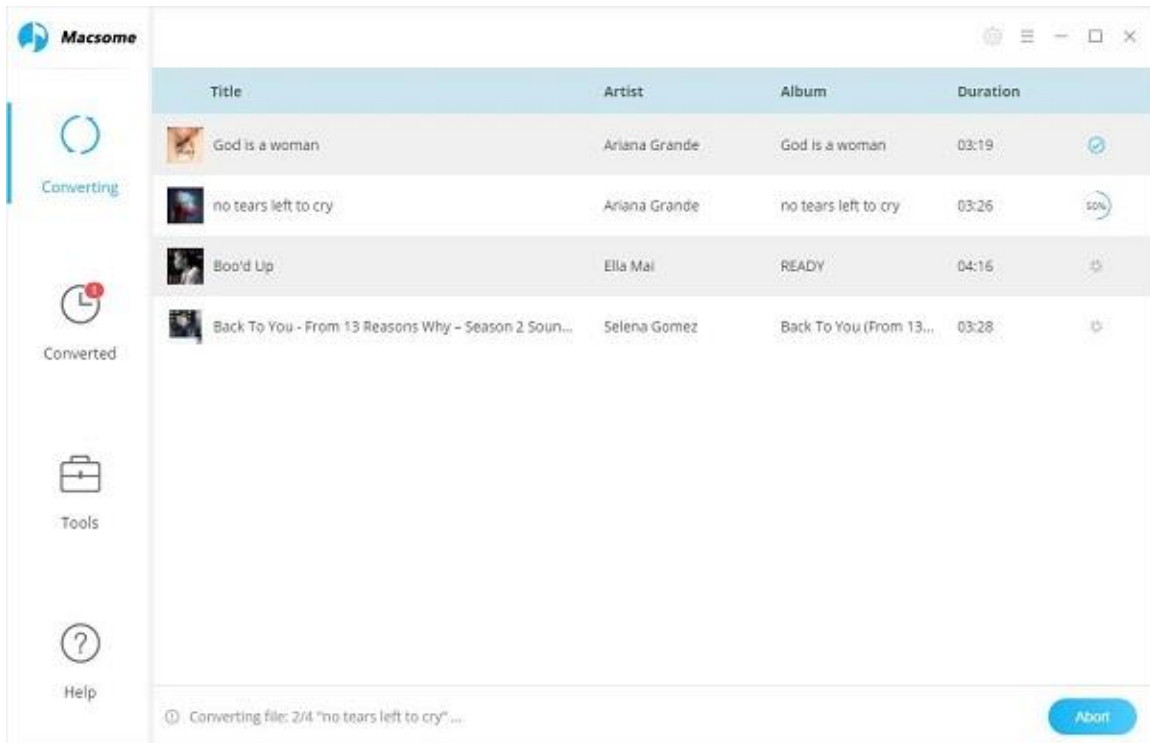 Macsome
Title Artist Album Duration
God is a woman Ariana Grande God is a woman 03:19
Converting
no tears left to cry Ariana Grande no tears left to cry 03:26 50%
Boo'd Up Ella Mai READY 04:16
1
Back To You - From 13 Reasons Why – Season 2 Soun... Selena Gomez Back To You (From 13... 03:28
Converted
Tools
?
Help
Converting file: 2/4 "no tears left to cry" ...
Abort